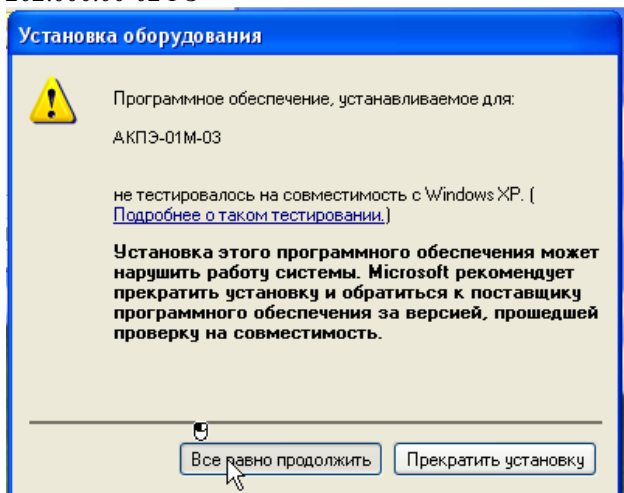 Установка оборудования
Программное обеспечение, устанавливаемое для:
АКПЭ-01М-03
не тестировалось на совместимость с Windows XP. (
Подробнее о таком тестировании.)
Установка этого программного обеспечения может
нарушить работу системы. Microsoft рекомендует
прекратить установку и обратиться к поставщику
программного обеспечения за версией, прошедшей
проверку на совместимость.
Все равно продолжить
Прекратить установку